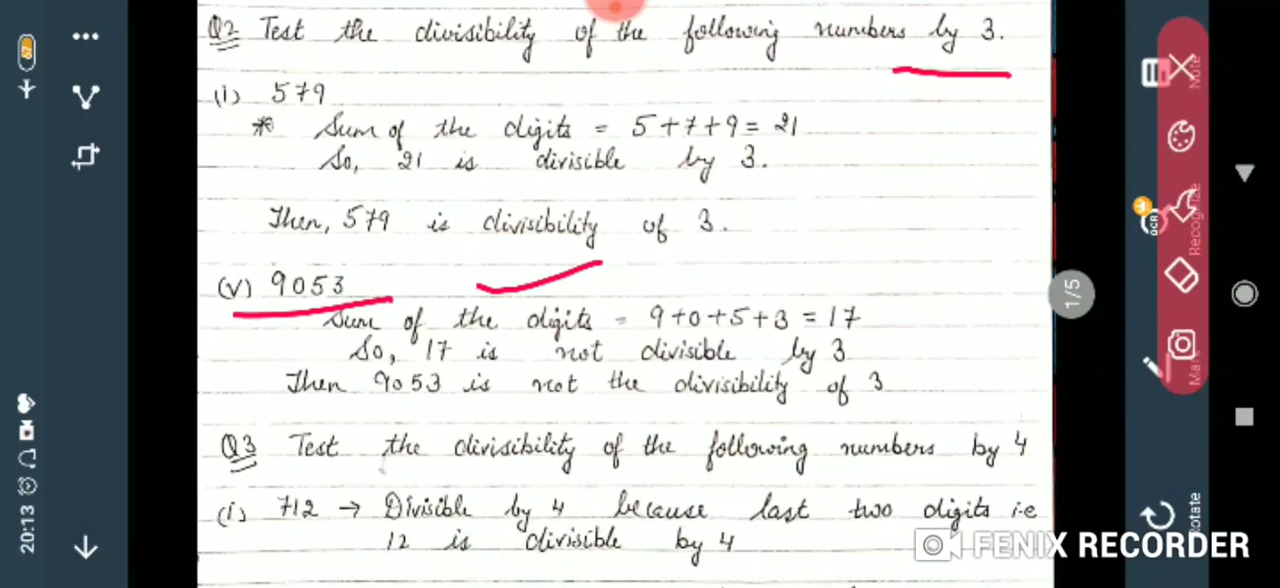 Q2 Test the divisibility of the following numbers by 3.
(i) 579
* Sum of the digits = 5+7+9= 21
So, 21 is divisible by 3.
Then, 579 is divisibility of 3.
(v) 9053
Sum of the digits = 9+0+5+3 = 17
So, 17 is not divisible by 3
Then 9053 is not the divisibility of 3
Q3 Test the divisibility of the following numbers by 4
(i) 712 → Divisible by 4 because last two digits i.e
12 is divisible by 4
1/5
20:13
Note
Recognize
OCR
Rotate
FENIX RECORDER